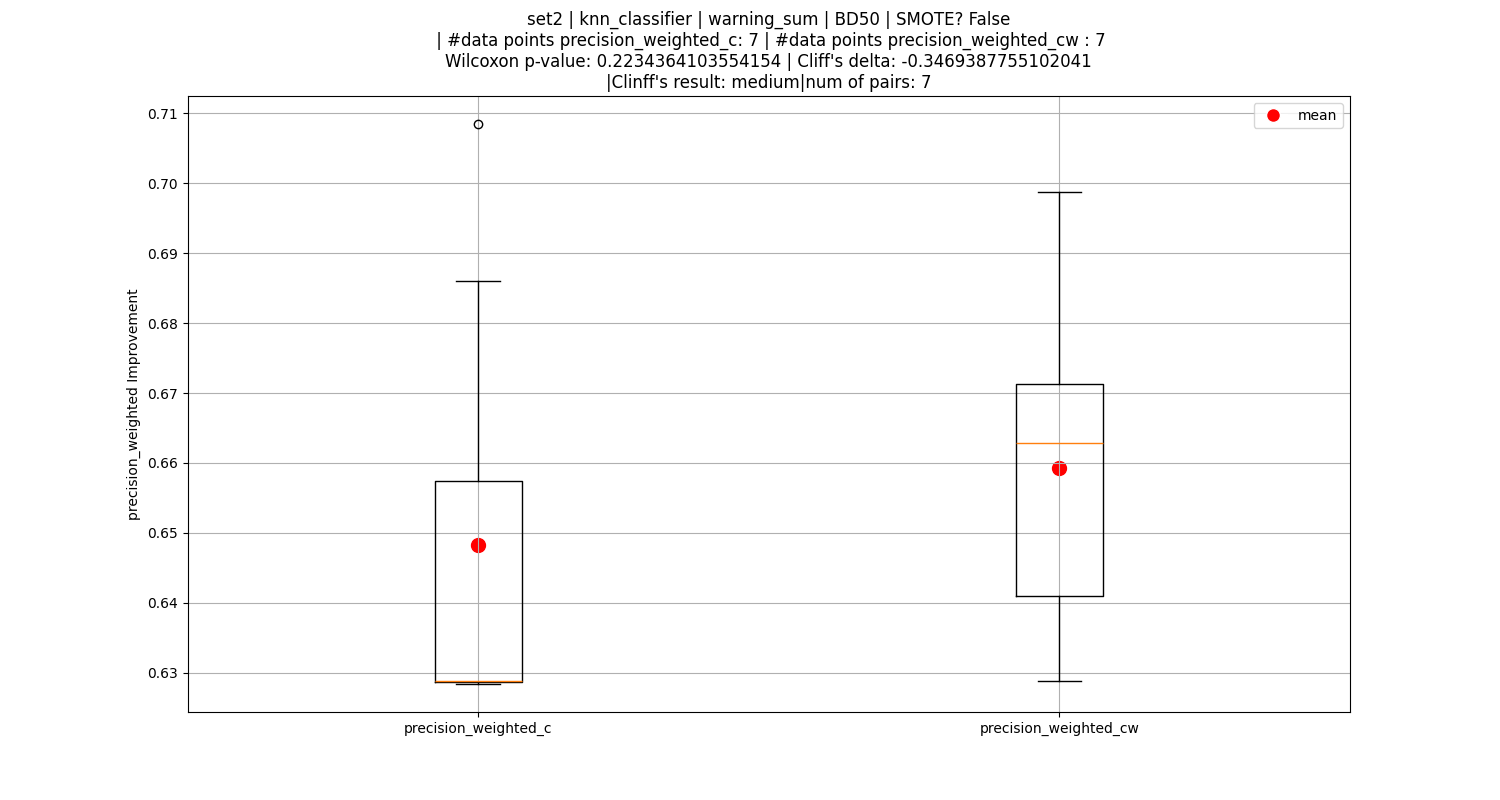 set2 | knn_classifier | warning_sum | BD50 | SMOTE? False
| #data points precision_weighted_c: 7 | #data points precision_weighted_cw : 7
Wilcoxon p-value: 0.2234364103554154 | Cliff's delta: -0.3469387755102041
|Clinff's result: medium|num of pairs: 7
mean
precision_weighted Improvement
0.71
0.70
0.69
0.68
0.67
0.66
0.65
0.64
0.63
precision_weighted_c
precision_weighted_cw